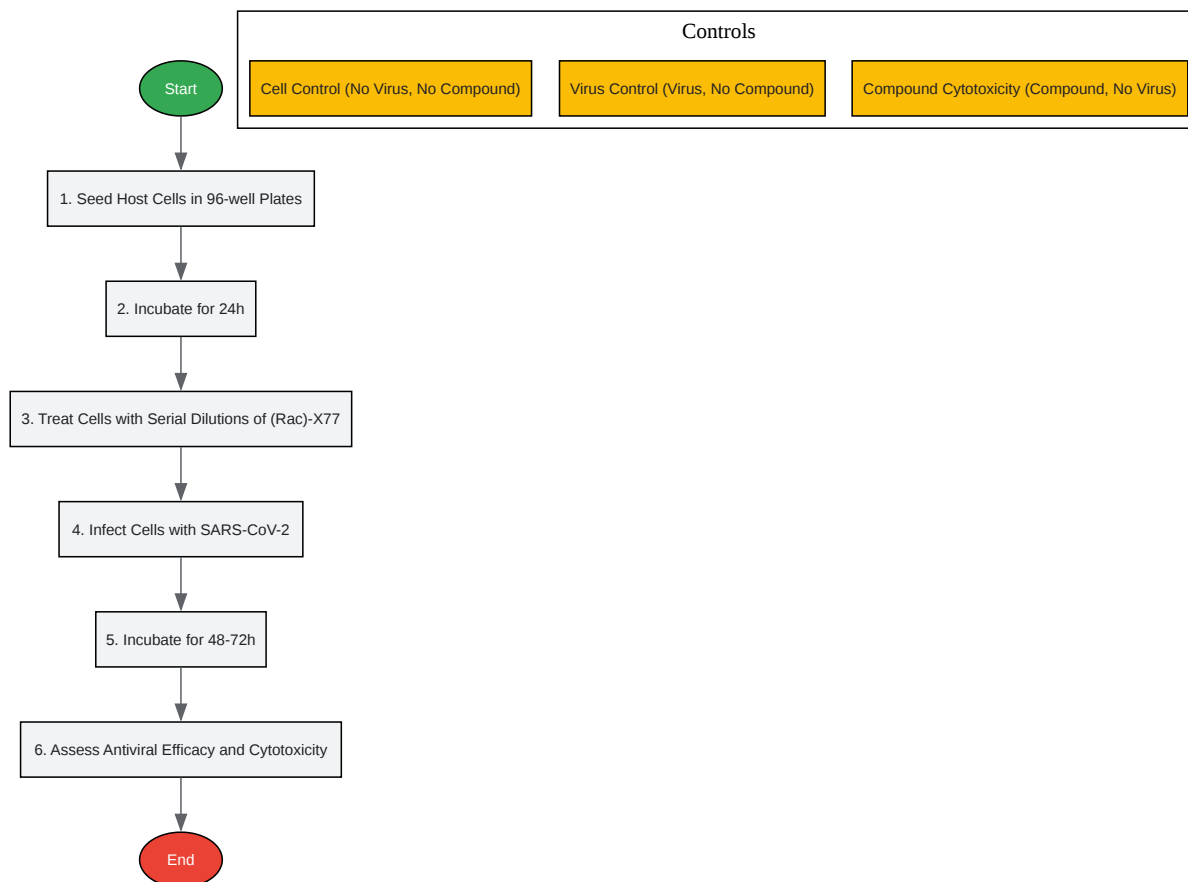 Controls
Start
Cell Control (No Virus, No Compound)
Virus Control (Virus, No Compound)
Compound Cytotoxicity (Compound, No Virus)
1. Seed Host Cells in 96-well Plates
2. Incubate for 24h
3. Treat Cells with Serial Dilutions of (Rac)-X77
4. Infect Cells with SARS-CoV-2
5. Incubate for 48-72h
6. Assess Antiviral Efficacy and Cytotoxicity
End